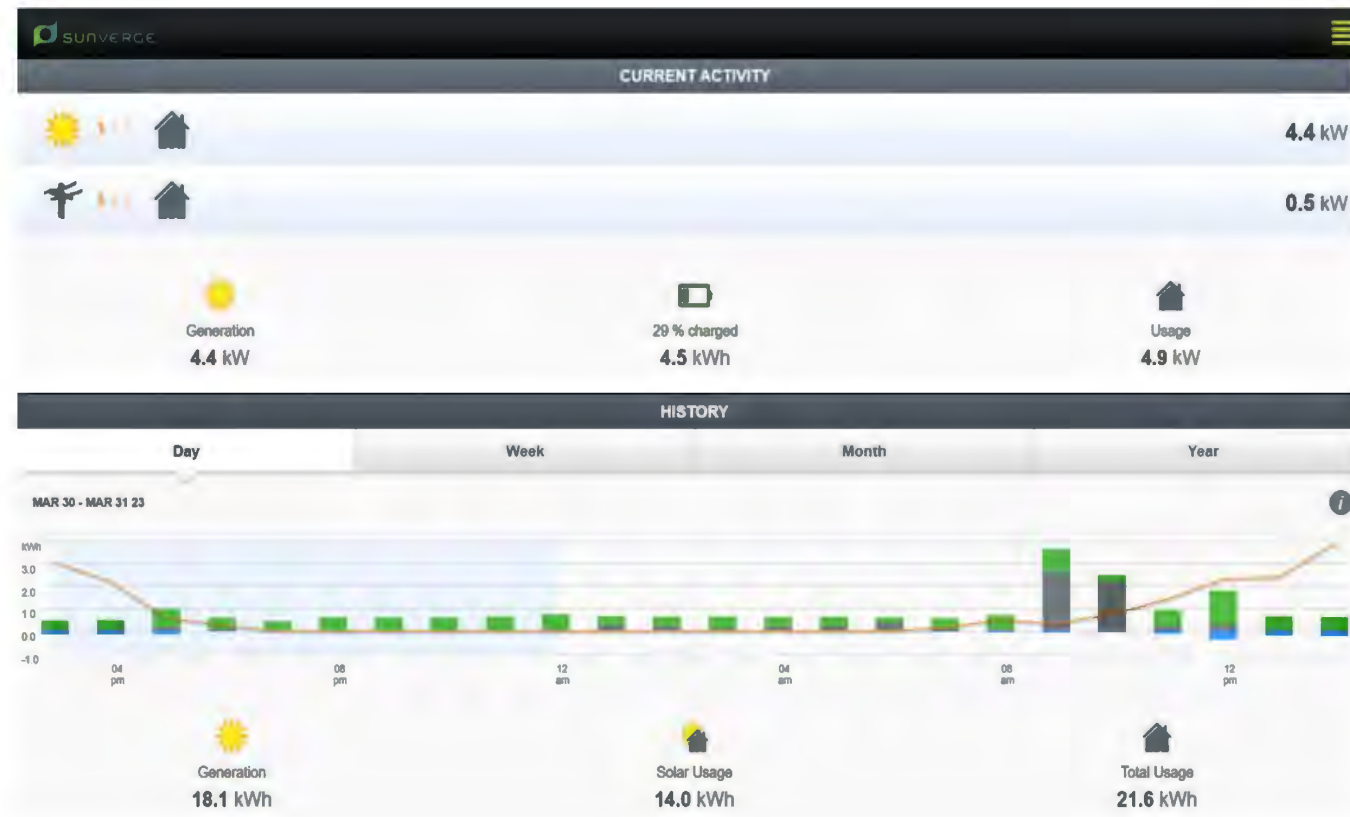 SUNVERGE
CURRENT ACTIVITY
4.4 kW
0.5 kW
Generation
4.4 kW
29 % charged
4.5 kWh
Usage
4.9 kW
HISTORY
Day
Week
Month
Year
MAR 30 - MAR 31 23
i
kWh
3.0
2.0
1.0
0.0
-1.0
04 pm
08 pm
12 am
04 am
08 am
12 pm
Generation
18.1 kWh
Solar Usage
14.0 kWh
Total Usage
21.6 kWh